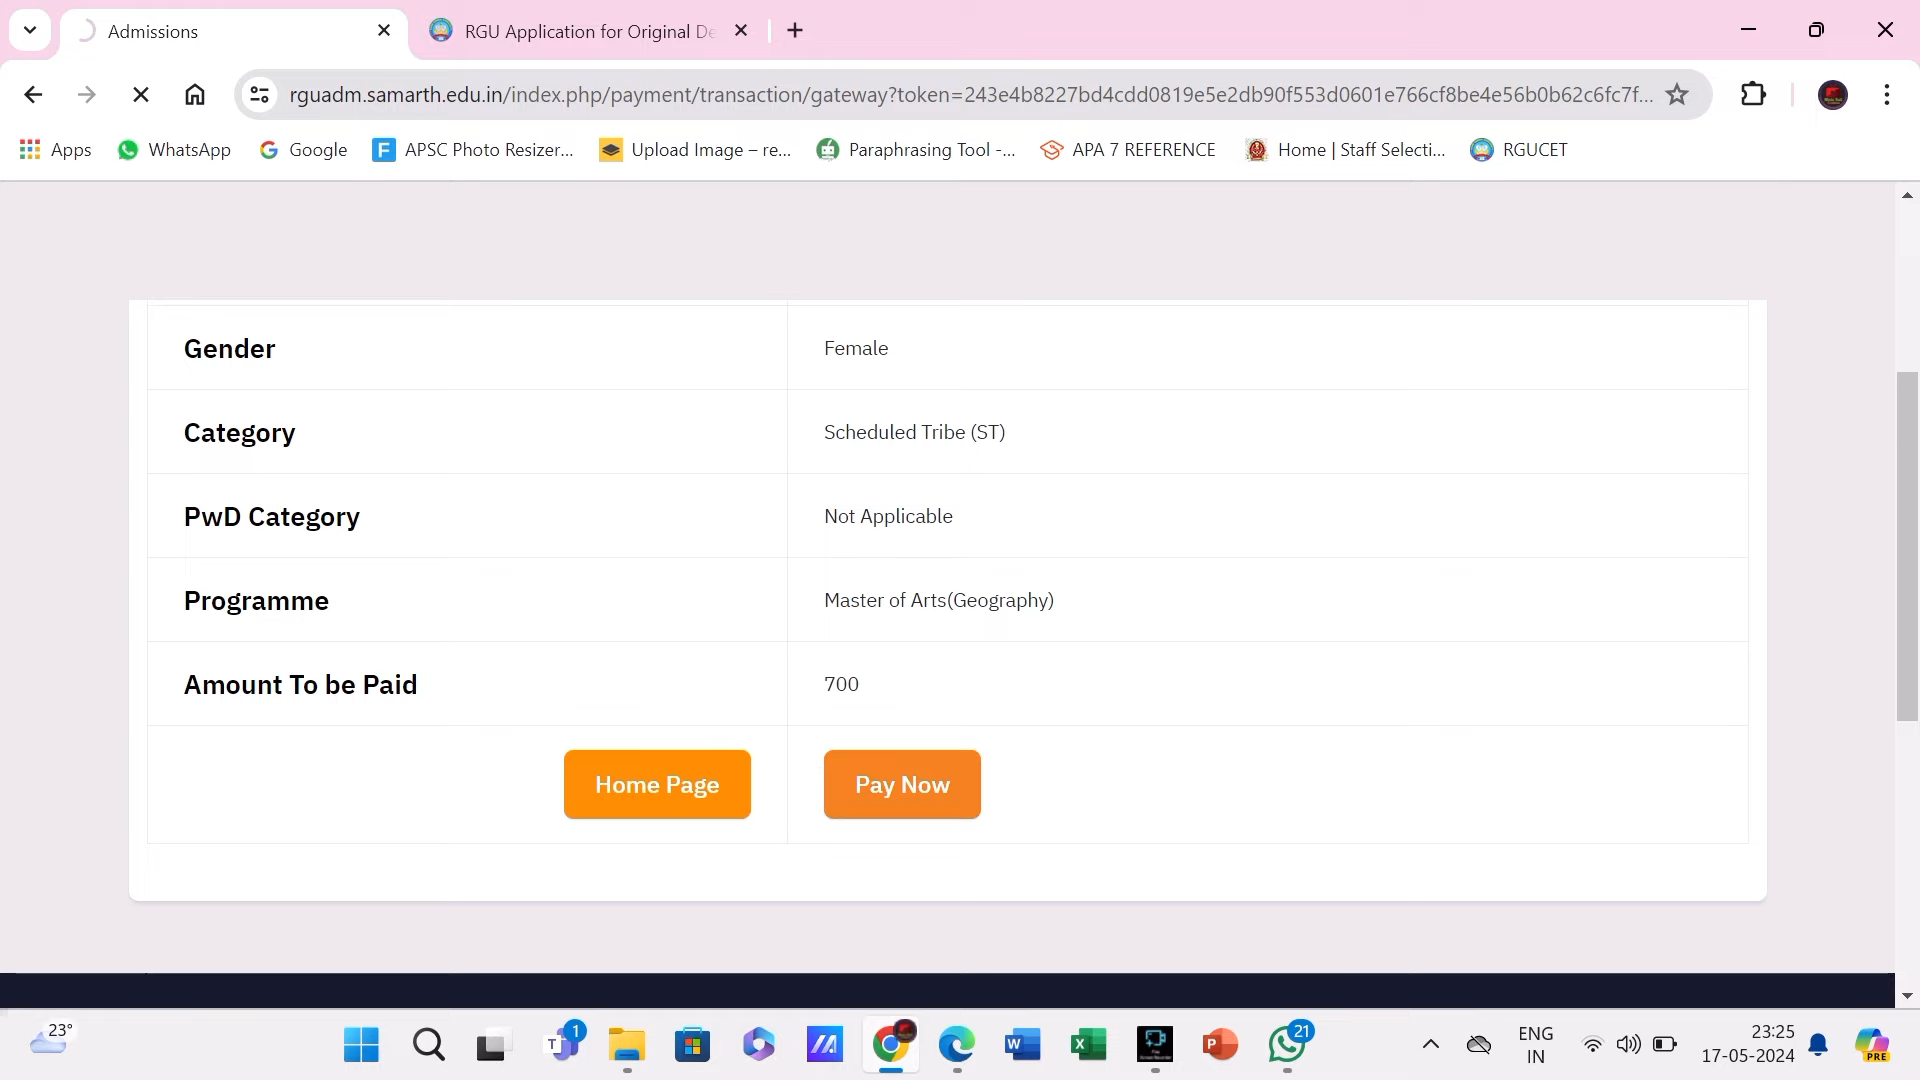 Admissions
RGU Application for Original De
rguadm.samarth.edu.in/index.php/payment/transaction/gateway?token=243e4b8227bd4cdd0819e5e2db90f553d0601e766cf8be4e56b0b62c6fc7f...
Apps WhatsApp Google APSC Photo Resizer... Upload Image – re... Paraphrasing Tool -... APA 7 REFERENCE Home | Staff Selecti... RGUCET
Gender Female
Category Scheduled Tribe (ST)
PwD Category Not Applicable
Programme Master of Arts(Geography)
Amount To be Paid 700
Home Page Pay Now
23°
1
21
ENG
IN
23:25
17-05-2024
PRE